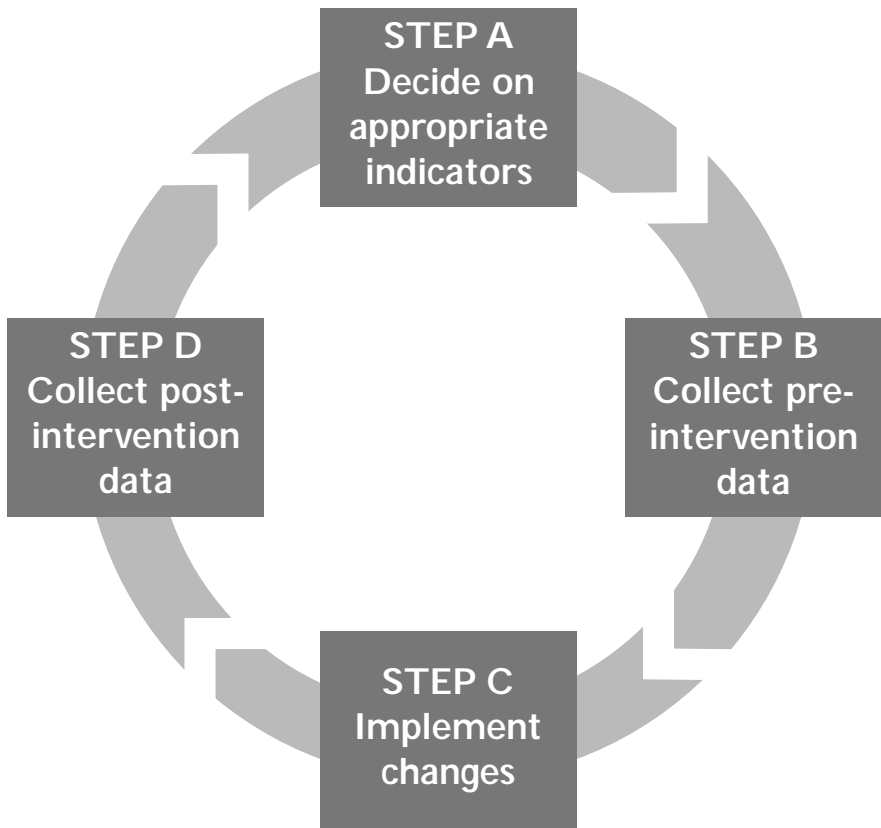 STEP A
Decide on
appropriate
indicators
STEP B
Collect pre-
intervention
data
STEP C
Implement
changes
STEP D
Collect post-
intervention
data